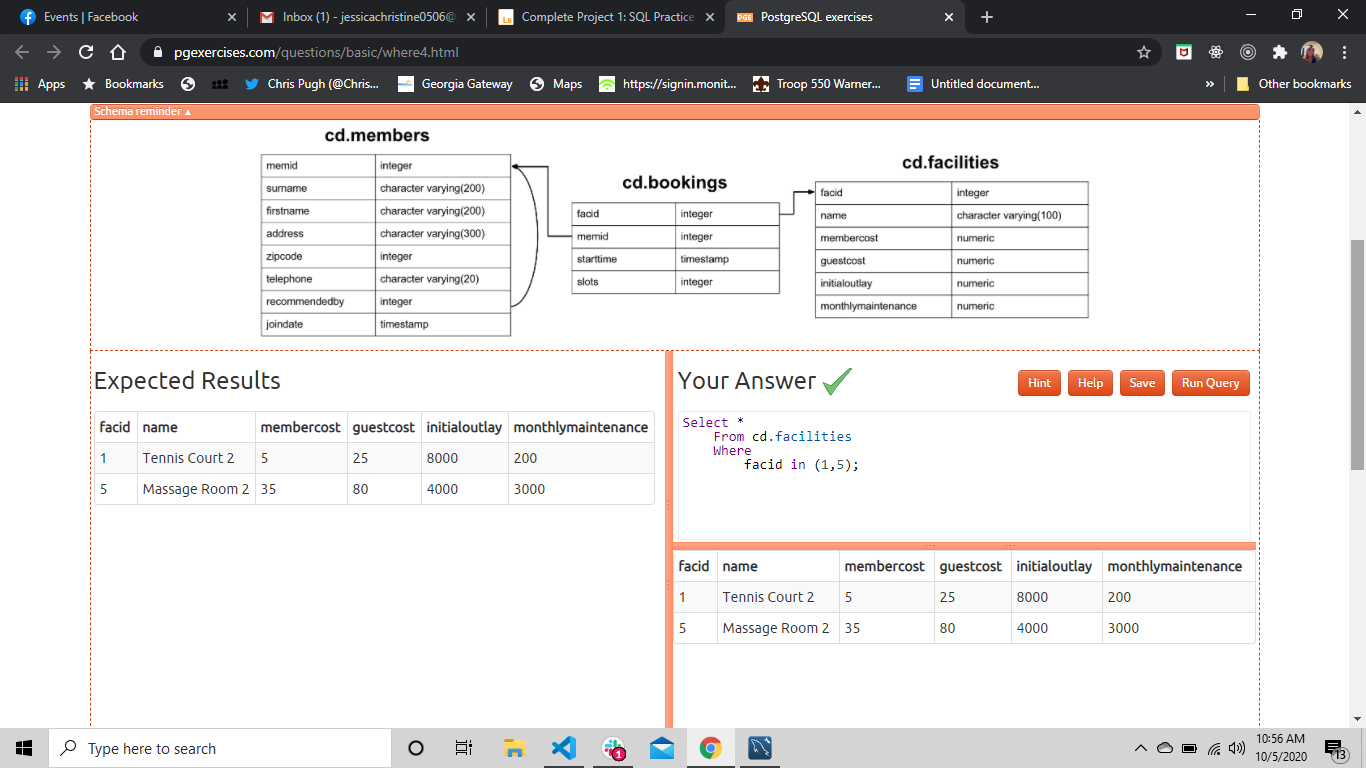 Events | Facebook
Inbox (1) - jessicachristine0506@
Complete Project 1: SQL Practice
PGE
PostgreSQL exercises
pgexercises.com/questions/basic/where4.html
Apps
Bookmarks
Chris Pugh (@Chris...
Georgia Gateway
Maps
https://signin.monit...
Troop 550 Warner...
Untitled document...
»
Other bookmarks
Schema reminder ▲
cd.members
memid integer
surname character varying(200)
firstname character varying(200)
address character varying(300)
zipcode integer
telephone character varying(20)
recommendedby integer
joindate timestamp
cd.bookings
facid integer
memid integer
starttime timestamp
slots integer
cd.facilities
facid integer
name character varying(100)
membercost numeric
guestcost numeric
initialoutlay numeric
monthlymaintenance numeric
Expected Results
facid name membercost guestcost initialoutlay monthlymaintenance
1 Tennis Court 2 5 25 8000 200
5 Massage Room 2 35 80 4000 3000
Your Answer
Hint
Help
Save
Run Query
Select *
From cd.facilities
Where
facid in (1,5);
facid name membercost guestcost initialoutlay monthlymaintenance
1 Tennis Court 2 5 25 8000 200
5 Massage Room 2 35 80 4000 3000
Type here to search
1
10:56 AM
10/5/2020
13